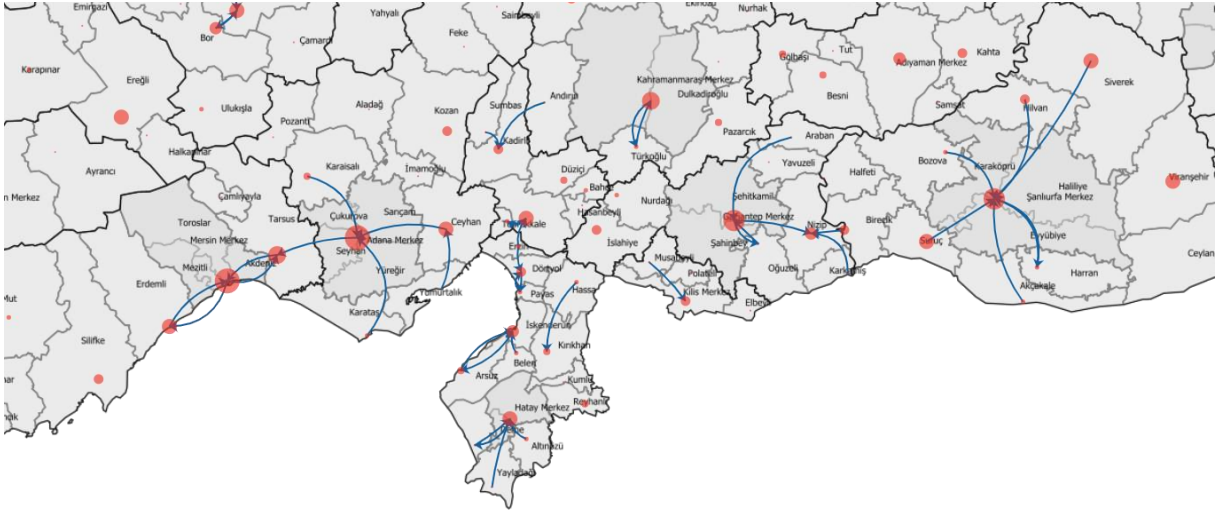 Emirgazi
Bor
Çamardı
Yahyalı
Saimbeyli
Feke
Nurhak
Karapınar
Ereğli
Ulukışla
Aladağ
Kozan
Sumbas
Andırın
Kahramanmaraş Merkez
Dulkadiroğlu
Gölbaşı
Tut
Adıyaman Merkez
Kahta
Besni
Samsat
Siverek
Hilvan
Pozantı
Halkapınar
Karaisalı
İmamoğlu
Kadirli
Pazarcık
Türkoğlu
Araban
Yavuzeli
Halfeti
Bozova
Karaköprü
Viranşehir
Ayrancı
Çamlıyayla
Düziçi
Bahçe
Haliliye
Şanlıurfa Merkez
Toroslar
Tarsus
Çukurova
Sarıçam
Ceyhan
Hasanbeyli
Nurdağı
Şehitkamil
Gaziantep Merkez
Nizip
Birecik
Suruç
Eyyübiye
Mersin Merkez
Adana Merkez
Seyhan
İslahiye
Şahinbey
Ceylan
Mezitli
Akdeniz
Yüreğir
Erzin
Musabeyli
Polateli
Oğuzeli
Karkamış
Harran
Erdemli
Dörtyol
Payas
Hassa
Kilis Merkez
Elbeyli
Akçakale
Mut
Yumurtalık
Karataş
Silifke
İskenderun
Kırıkhan
Belen
Arsuz
Kumlu
Hatay Merkez
Reyhanlı
Altınözü
Yayladağı